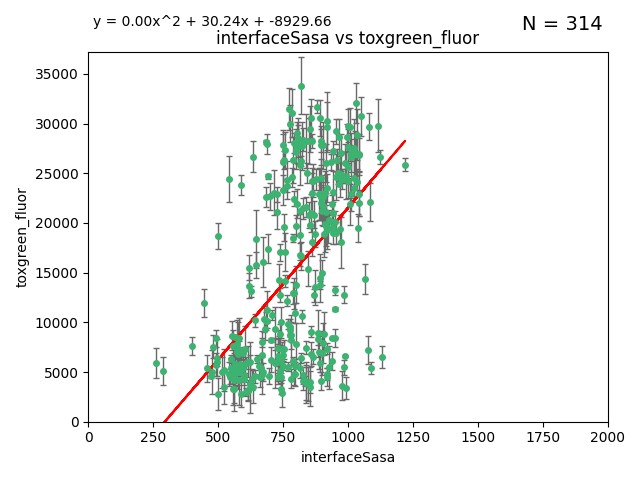 y = 0.00x^2 + 30.24x + -8929.66
N = 314
interfaceSasa vs toxgreen_fluor
35000
30000
25000
20000
15000
10000
5000
0
toxgreen_fluor
0 250 500 750 1000 1250 1500 1750 2000
interfaceSasa